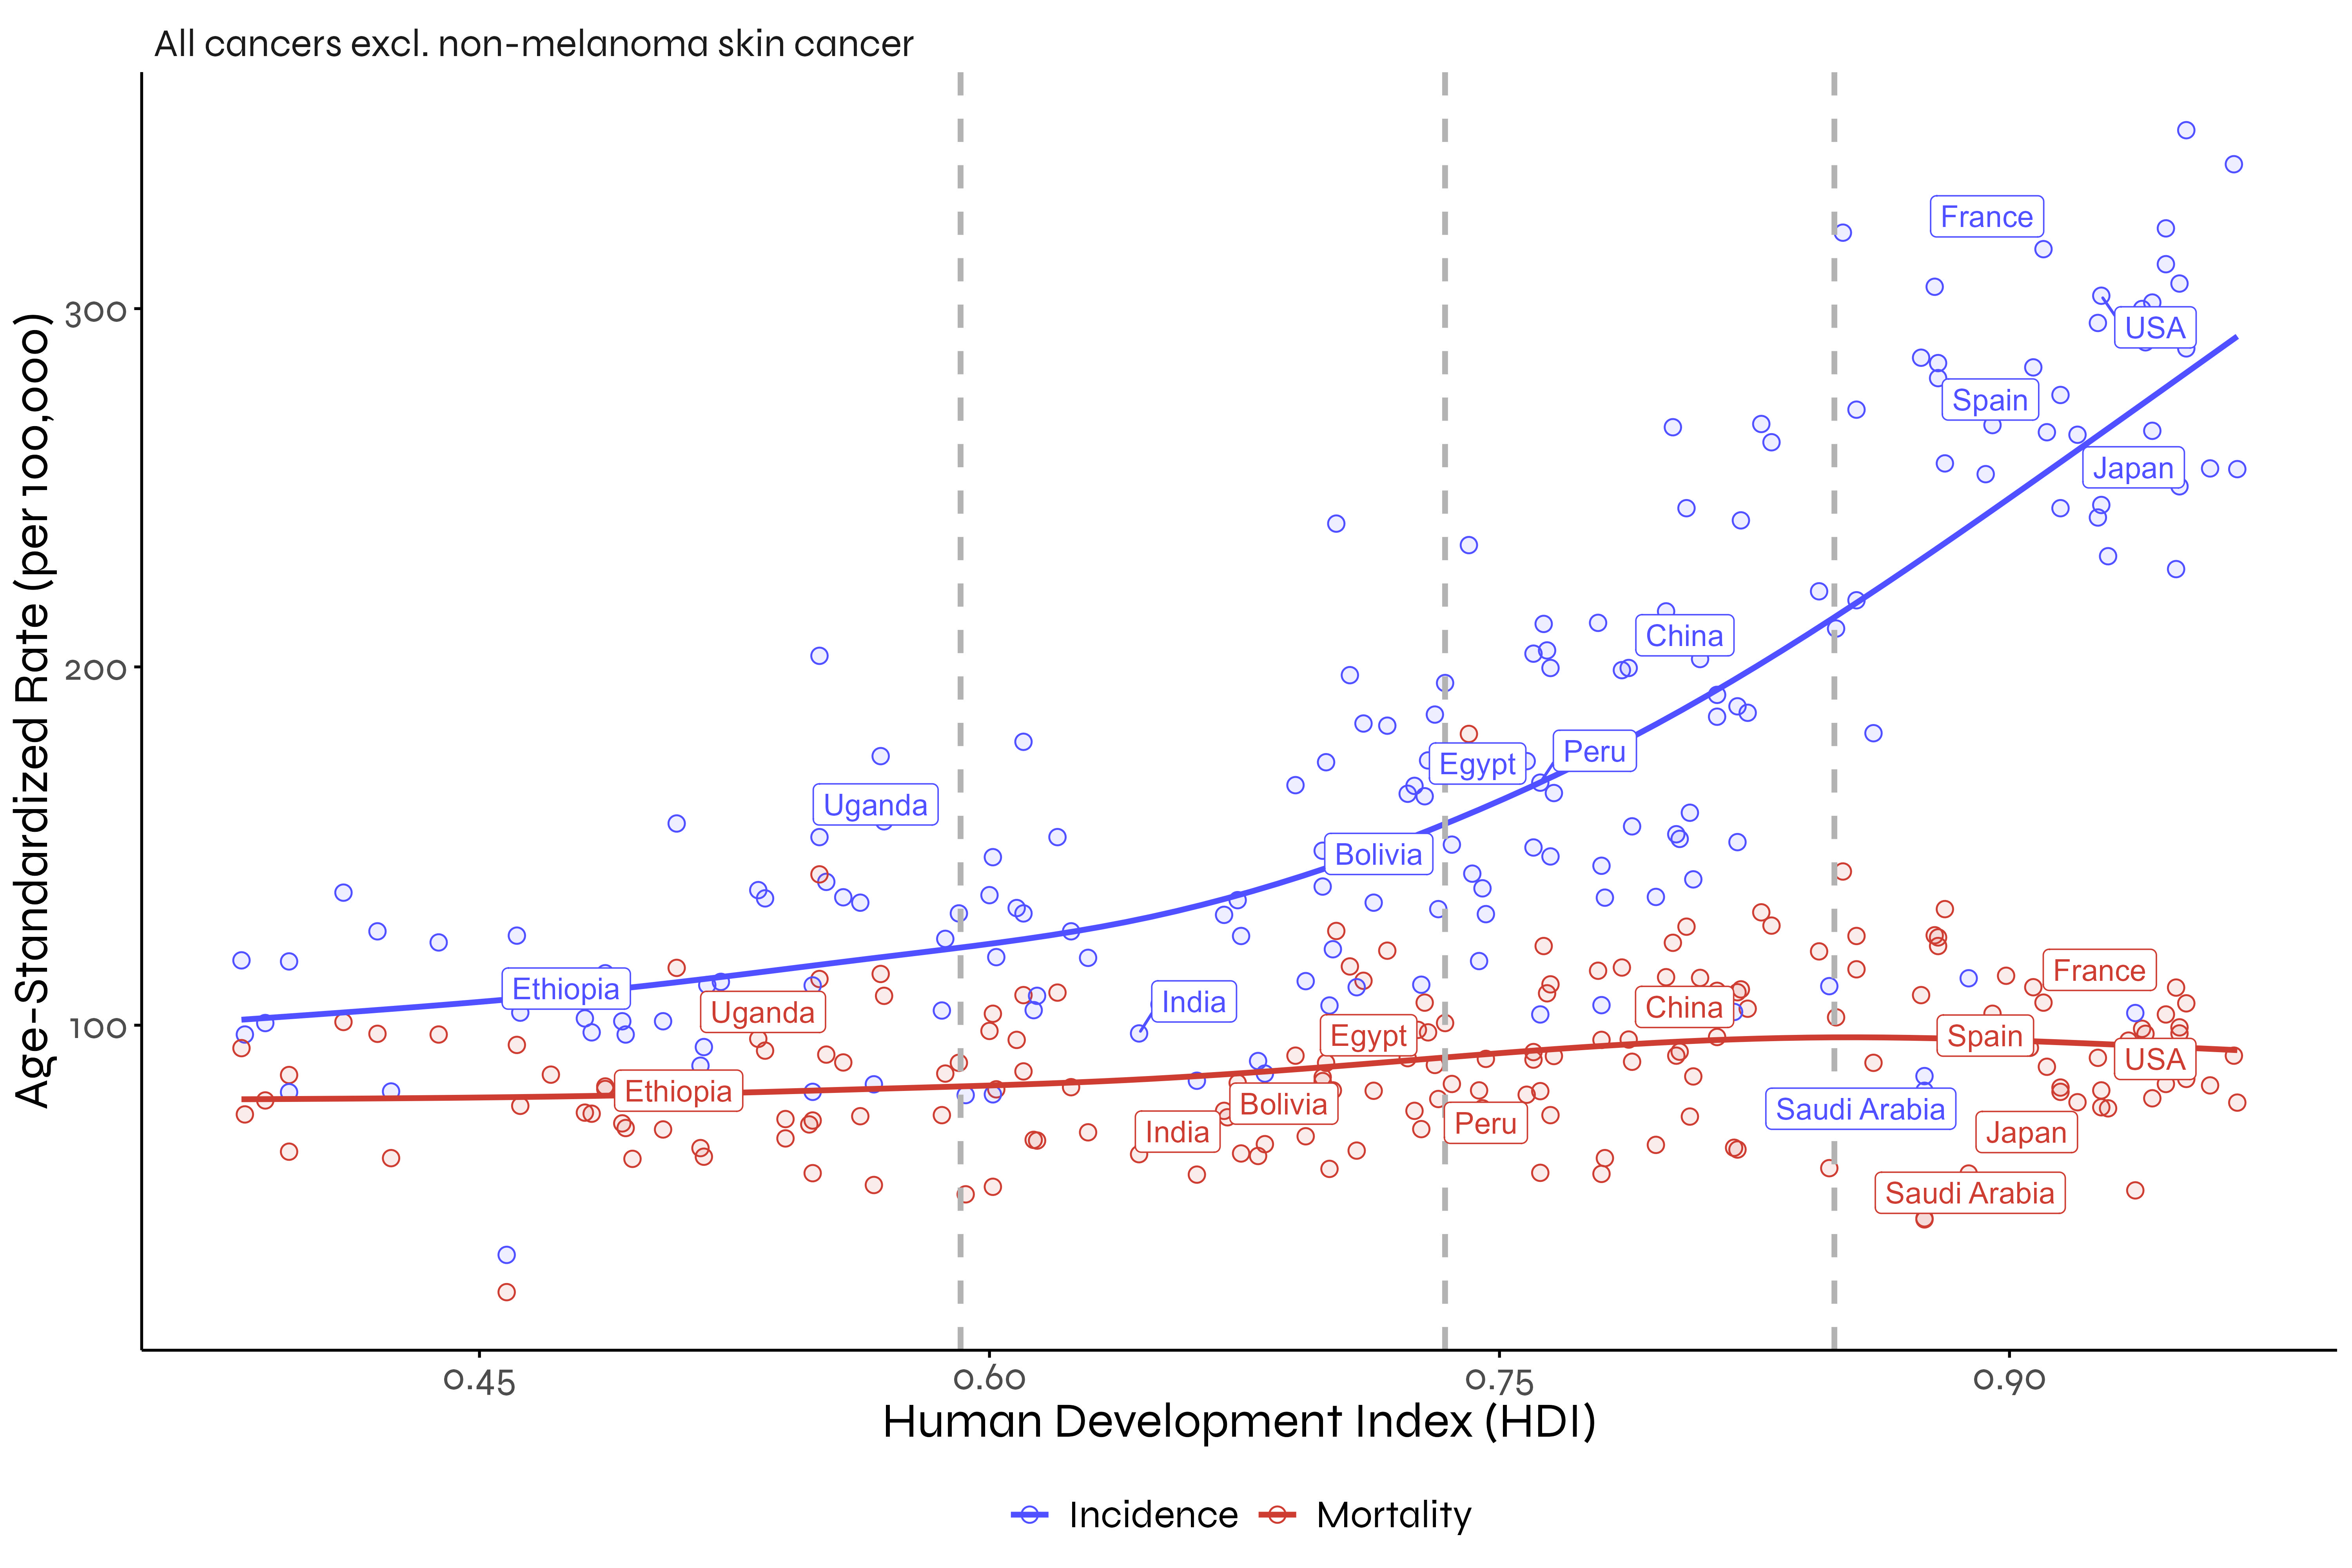 All cancers excl. non-melanoma skin cancer
Age-Standardized Rate (per 100,000)
300
200
100
France
USA
Spain
Japan
China
Peru
Egypt
Uganda
Bolivia
Ethiopia
India
Uganda
France
China
Egypt
Spain
USA
Ethiopia
Bolivia
Saudi Arabia
Peru
India
Japan
Saudi Arabia
0.45
0.60
0.75
0.90
Human Development Index (HDI)
Incidence
Mortality